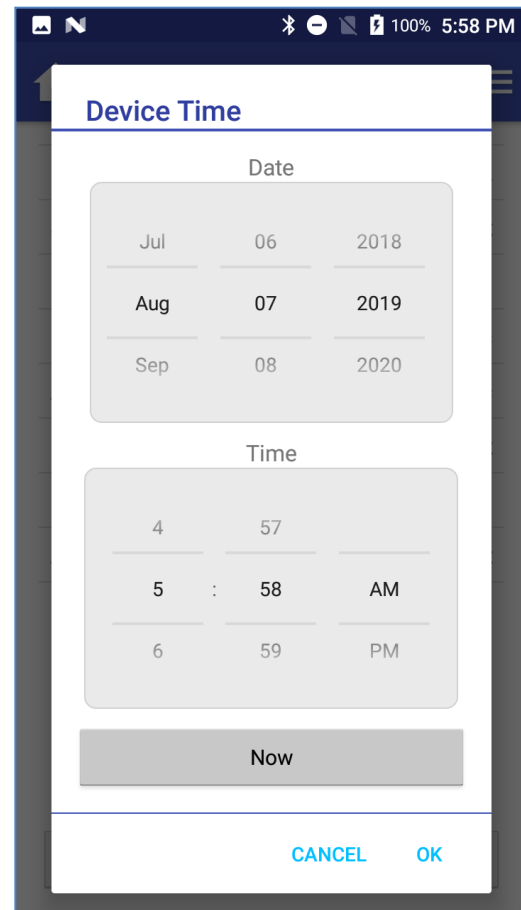 100% 5:58 PM
Device Time
Date
Jul 06 2018
Aug 07 2019
Sep 08 2020
Time
4 57
5 : 58 AM
6 59 PM
Now
CANCEL OK